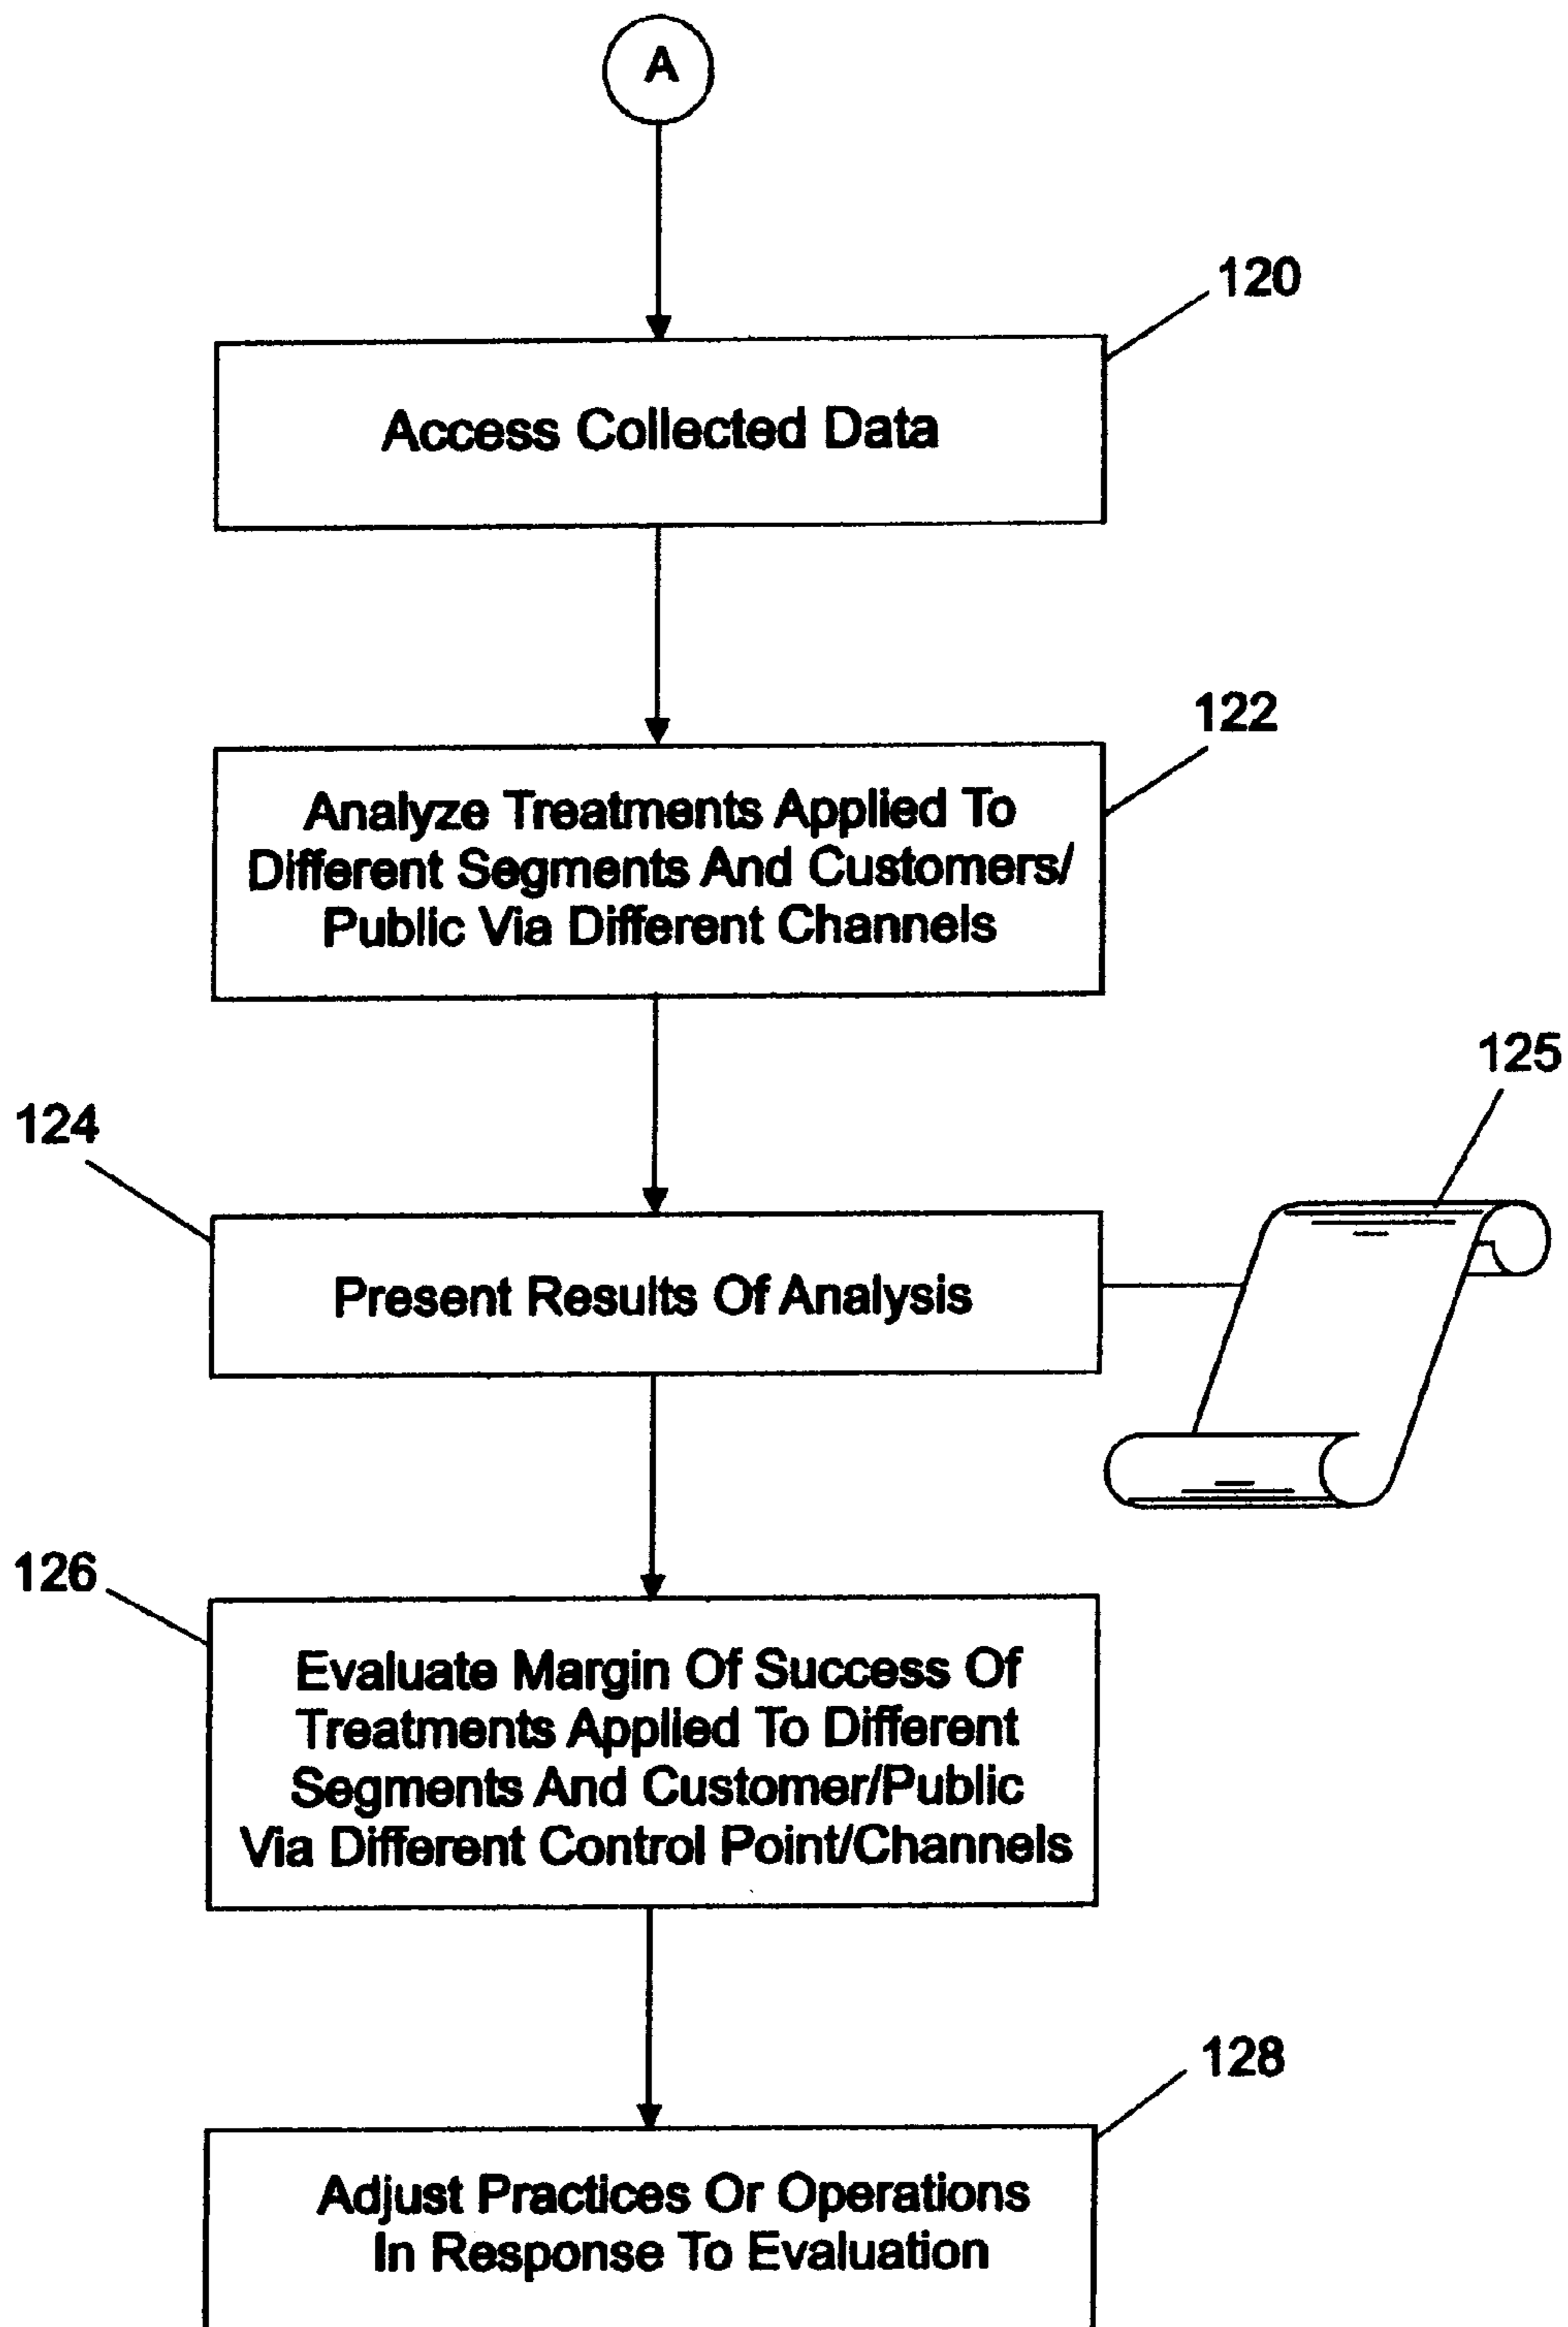 A
120
Access Collected Data
122
Analyze Treatments Applied To
Different Segments And Customers/
Public Via Different Channels
125
124
Present Results Of Analysis
126
Evaluate Margin Of Success Of
Treatments Applied To Different
Segments And Customer/Public
Via Different Control Point/Channels
128
Adjust Practices Or Operations
In Response To Evaluation